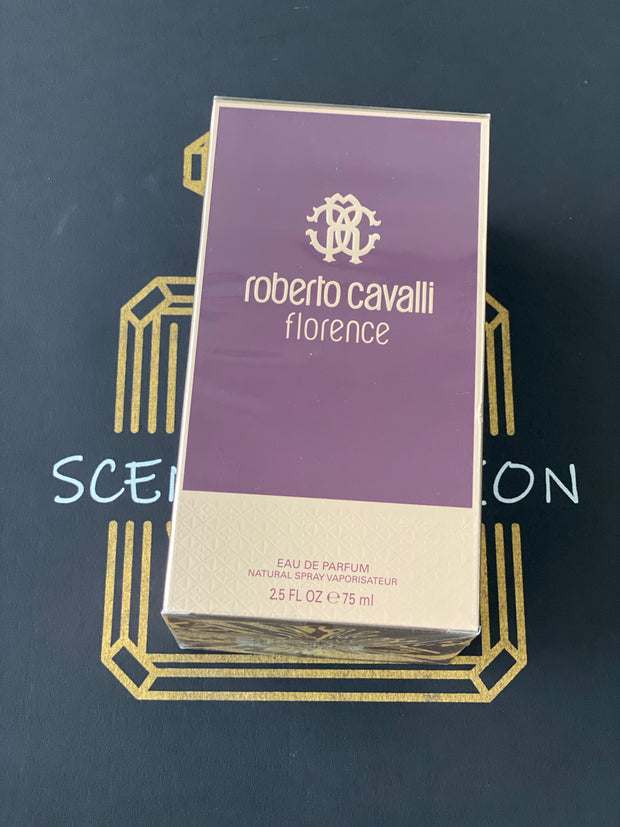 roberto cavalli
florence
EAU DE PARFUM
NATURAL SPRAY VAPORISATEUR
2.5 FL OZ ℮ 75 ml